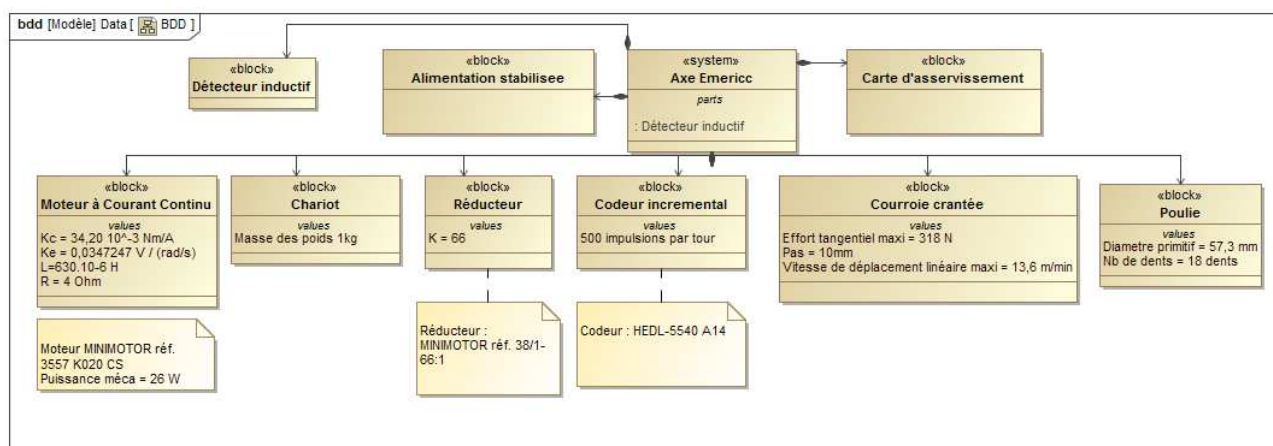 bdd [Modèle] Data [ BDD ]
«block»
Détecteur inductif
«block»
Alimentation stabilisee
«system»
Axe Emericc
parts
: Détecteur inductif
«block»
Carte d'asservissement
«block»
Moteur à Courant Continu
values
Kc = 34,20 10^-3 Nm/A
Ke = 0,0347247 V / (rad/s)
L=630.10-6 H
R = 4 Ohm
«block»
Chariot
values
Masse des poids 1kg
«block»
Réducteur
values
K = 66
«block»
Codeur incremental
values
500 impulsions par tour
«block»
Courroie crantée
values
Effort tangentiel maxi = 318 N
Pas = 10mm
Vitesse de déplacement linéaire maxi = 13,6 m/min
«block»
Poulie
values
Diametre primitif = 57,3 mm
Nb de dents = 18 dents
Moteur MINIMOTOR réf.
3557 K020 CS
Puissance méca = 26 W
Réducteur :
MINIMOTOR réf. 38/1-
66:1
Codeur : HEDL-5540 A14